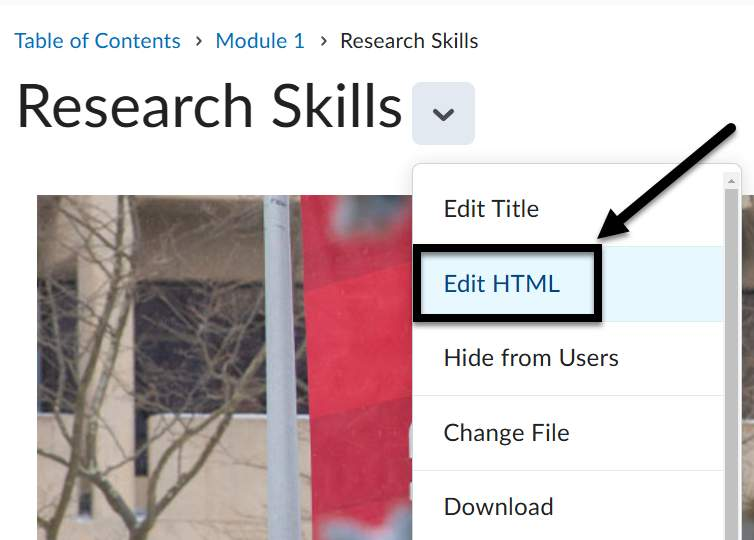 Table of Contents › Module 1 › Research Skills
Research Skills
Edit Title
Edit HTML
Hide from Users
Change File
Download